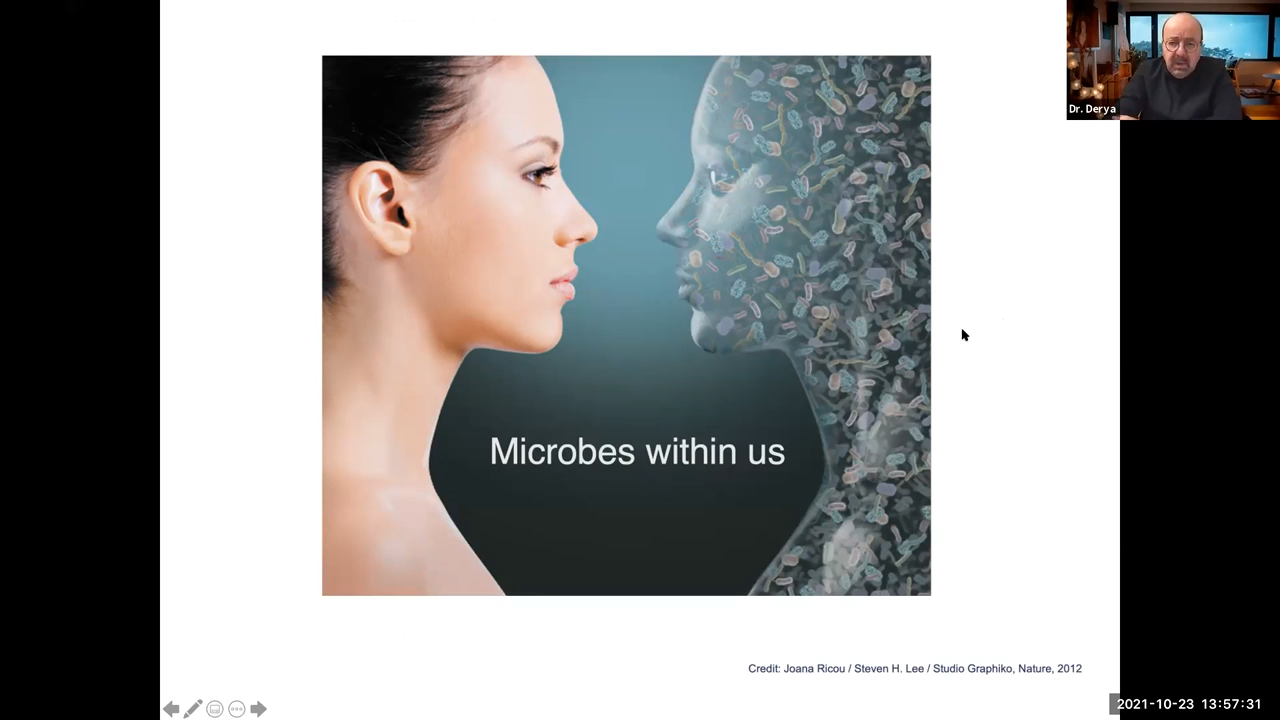 Dr. Derya
Microbes within us
Credit: Joana Ricou / Steven H. Lee / Studio Graphiko, Nature, 2012
2021-10-23 13:57:31